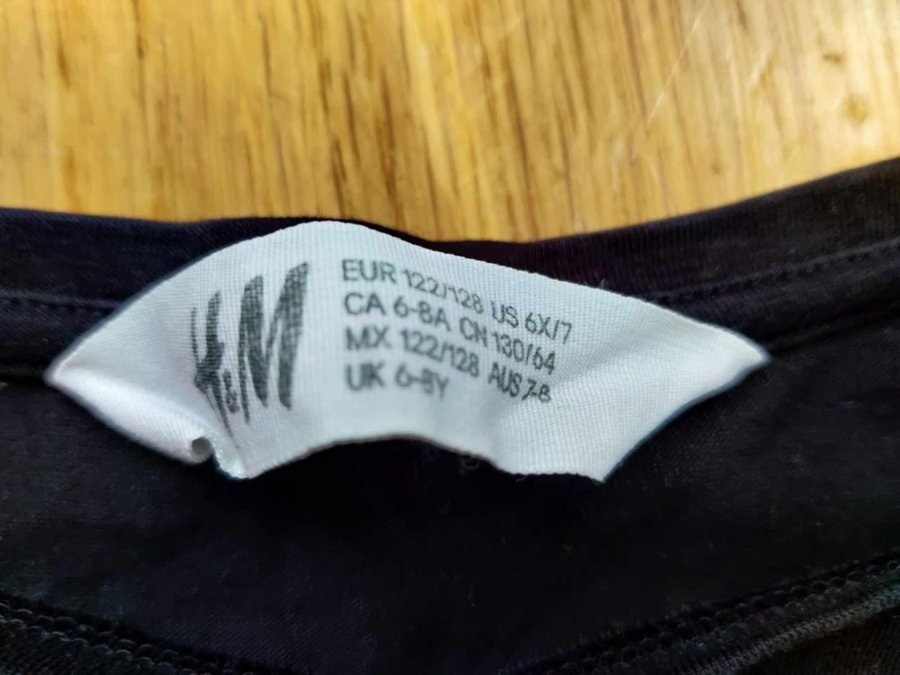 H&M
EUR 122/128 US 6X/7
CA 6-8A CN 130/64
MX 122/128 AUS 7-8
UK 6-8Y